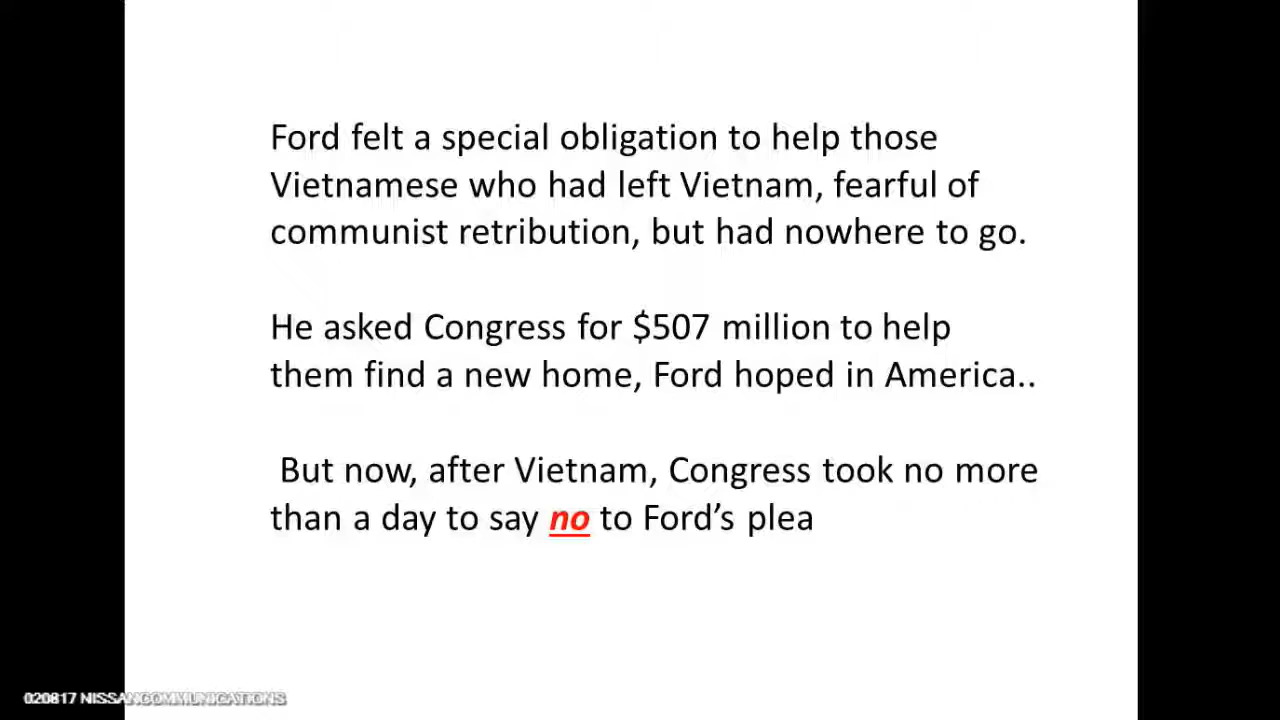 Ford felt a special obligation to help those
Vietnamese who had left Vietnam, fearful of
communist retribution, but had nowhere to go.
He asked Congress for $507 million to help
them find a new home, Ford hoped in America..
But now, after Vietnam, Congress took no more
than a day to say no to Ford’s plea
020817 NISSANCOMMUNICATIONS